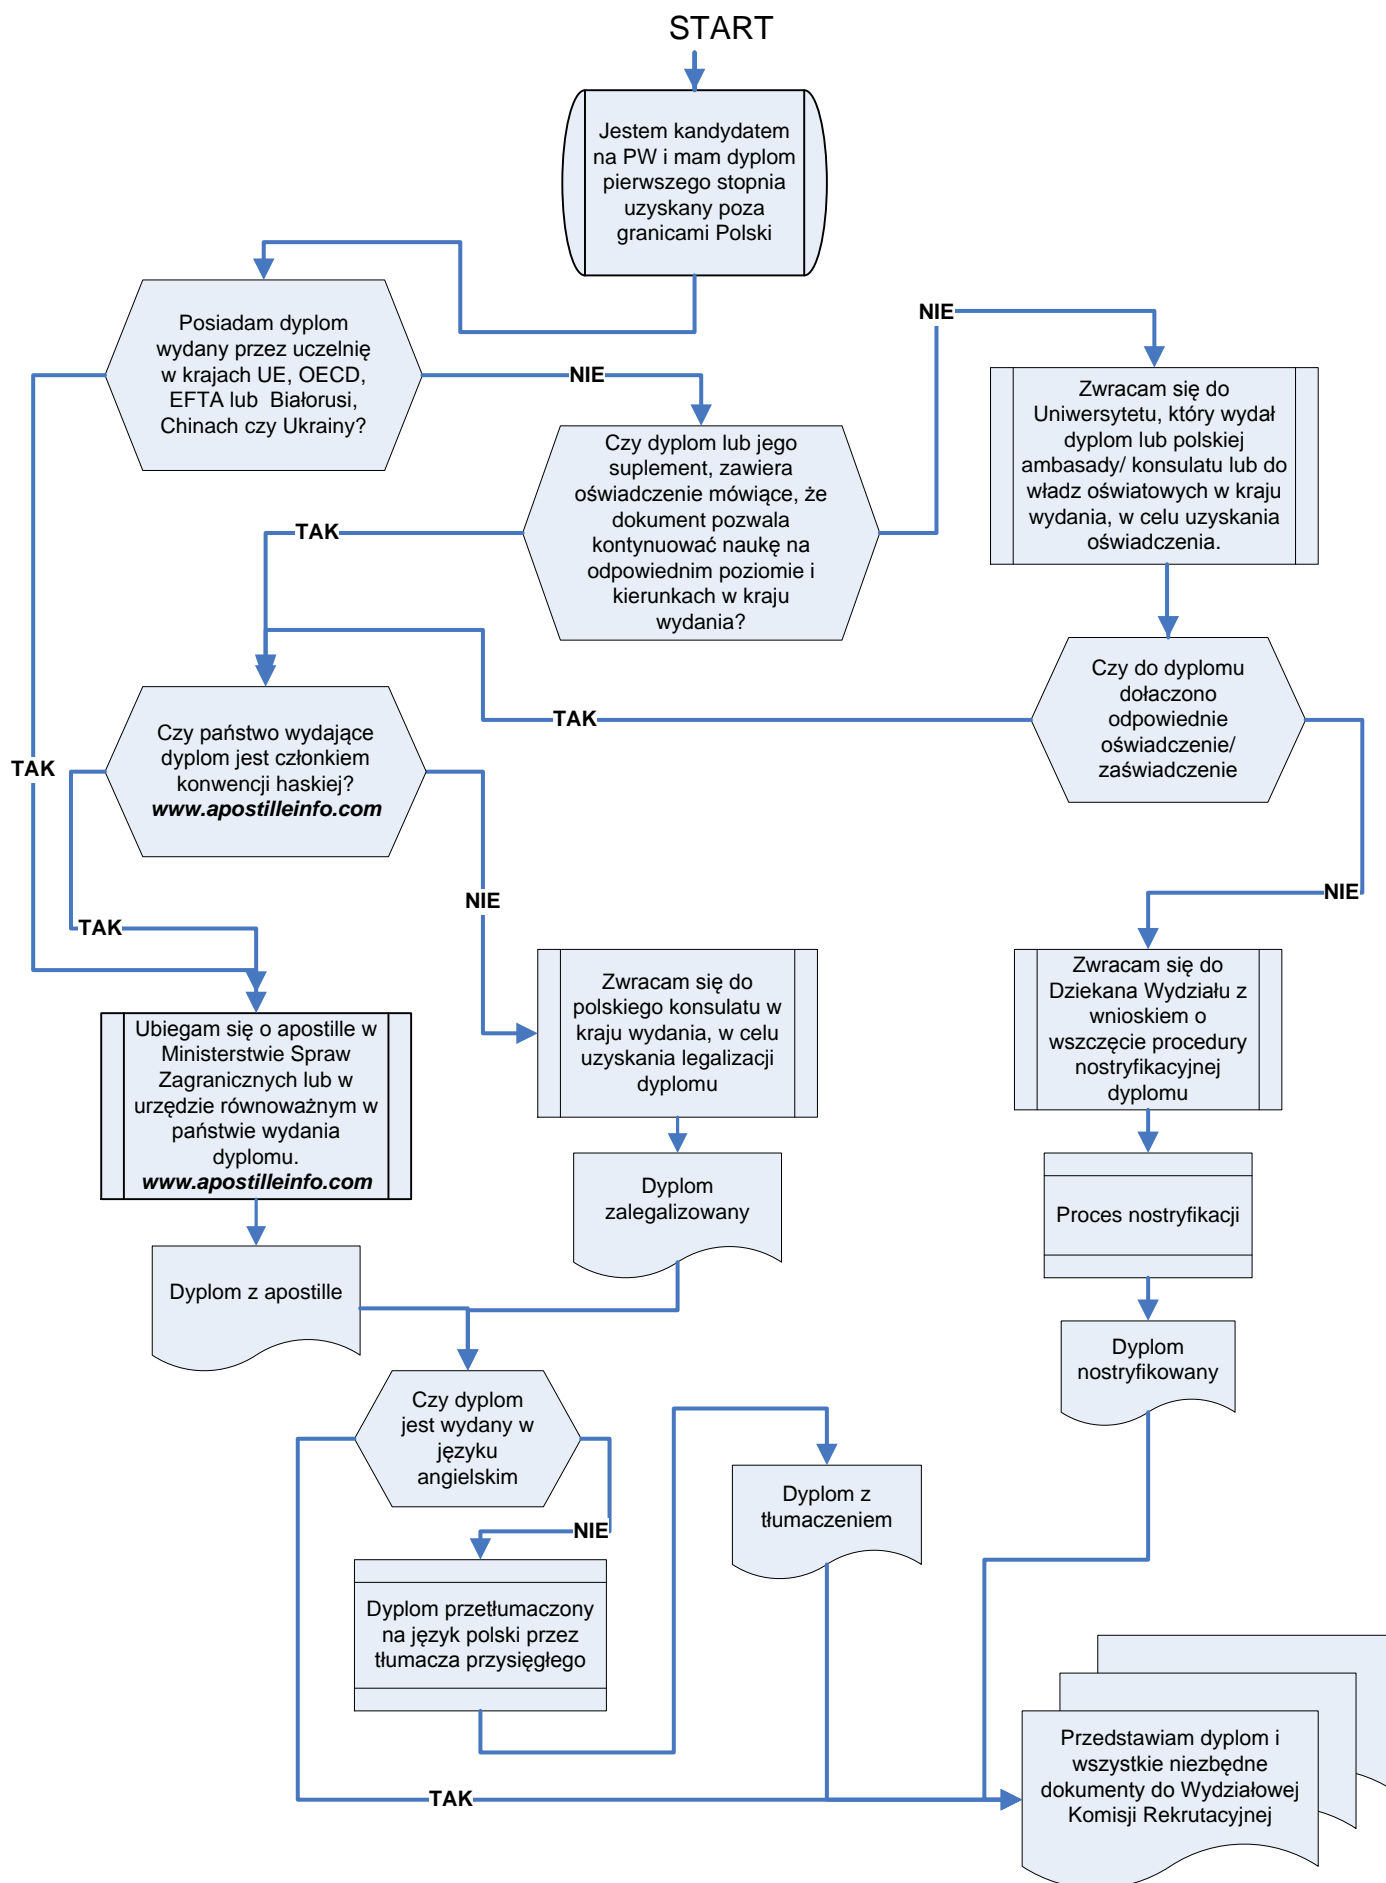 START
Jestem kandydatem
na PW i mam dyplom
pierwszego stopnia
uzyskany poza
granicami Polski
Posiadam dyplom
wydany przez uczelnię
w krajach UE, OECD,
EFTA lub Białorusi,
Chinach czy Ukrainy?
NIE
NIE
Zwracam się do
Uniwersytetu, który wydał
dyplom lub polskiej
ambasady/ konsulatu lub do
władz oświatowych w kraju
wydania, w celu uzyskania
oświadczenia.
Czy dyplom lub jego
suplement, zawiera
oświadczenie mówiące, że
dokument pozwala
kontynuować naukę na
odpowiednim poziomie i
kierunkach w kraju
wydania?
TAK
Czy do dyplomu
dołaczono
odpowiednie
oświadczenie/
zaświadczenie
TAK
Czy państwo wydające
dyplom jest członkiem
konwencji haskiej?
www.apostilleinfo.com
TAK
NIE
NIE
TAK
Zwracam się do
polskiego konsulatu w
kraju wydania, w celu
uzyskania legalizacji
dyplomu
Zwracam się do
Dziekana Wydziału z
wnioskiem o
wszczęcie procedury
nostryfikacyjnej
dyplomu
Ubiegam się o apostille w
Ministerstwie Spraw
Zagranicznych lub w
urzędzie równoważnym w
państwie wydania
dyplomu.
www.apostilleinfo.com
Dyplom
zalegalizowany
Proces nostryfikacji
Dyplom z apostille
Dyplom
nostryfikowany
Czy dyplom
jest wydany w
języku
angielskim
Dyplom z
tłumaczeniem
NIE
Dyplom przetłumaczony
na język polski przez
tłumacza przysięgłego
Przedstawiam dyplom i
wszystkie niezbędne
dokumenty do Wydziałowej
Komisji Rekrutacyjnej
TAK